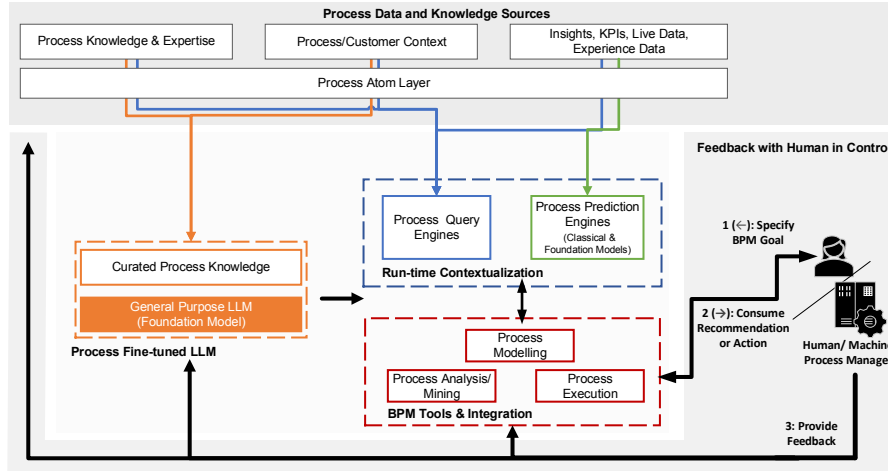 Process Data and Knowledge Sources
Process Knowledge & Expertise
Process/Customer Context
Insights, KPIs, Live Data,
Experience Data
Process Atom Layer
Feedback with Human in Control
Process Query
Engines
Process Prediction
Engines
(Classical &
Foundation Models)
Run-time Contextualization
1 (←): Specify
BPM Goal
Curated Process Knowledge
General Purpose LLM
(Foundation Model)
Process Fine-tuned LLM
2 (→): Consume
Recommendation
or Action
Human/ Machine
Process Manage
Process
Modelling
Process Analysis/
Mining
Process
Execution
BPM Tools & Integration
3: Provide
Feedback